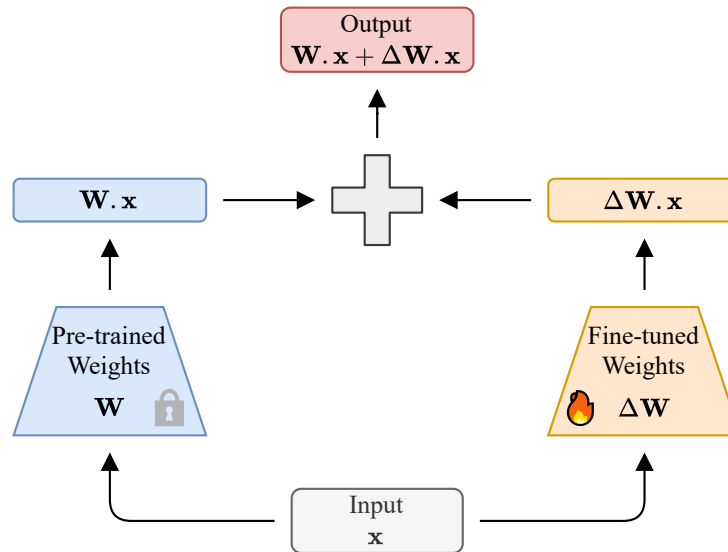 Output
W.x + ΔW.x
W.x
ΔW.x
Pre-trained
Weights
W
Fine-tuned
Weights
ΔW
Input
x